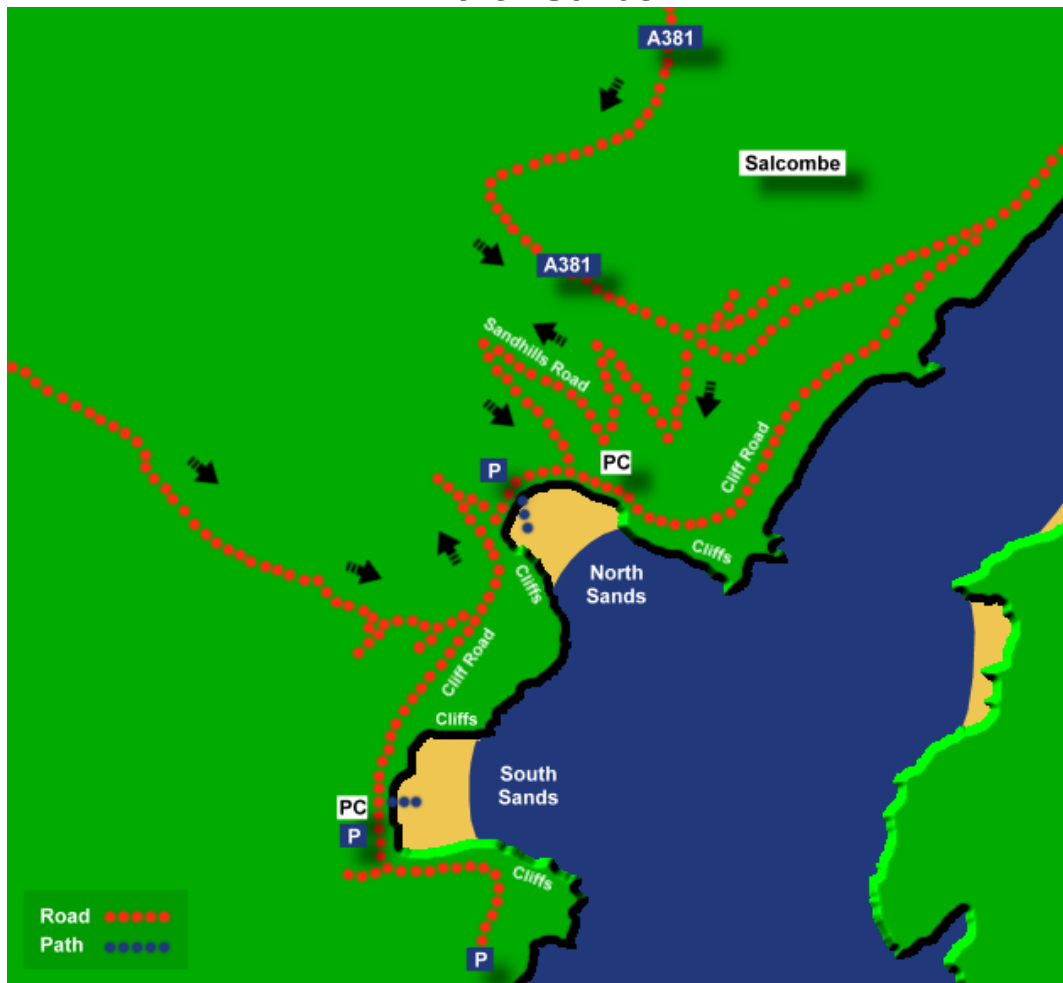 A381
Salcombe
A381
Sandhills Road
P
PC
Cliff Road
Cliffs
North
Sands
Cliffs
Cliff Road
Cliffs
South
Sands
PC
P
Cliffs
Road
Path
P